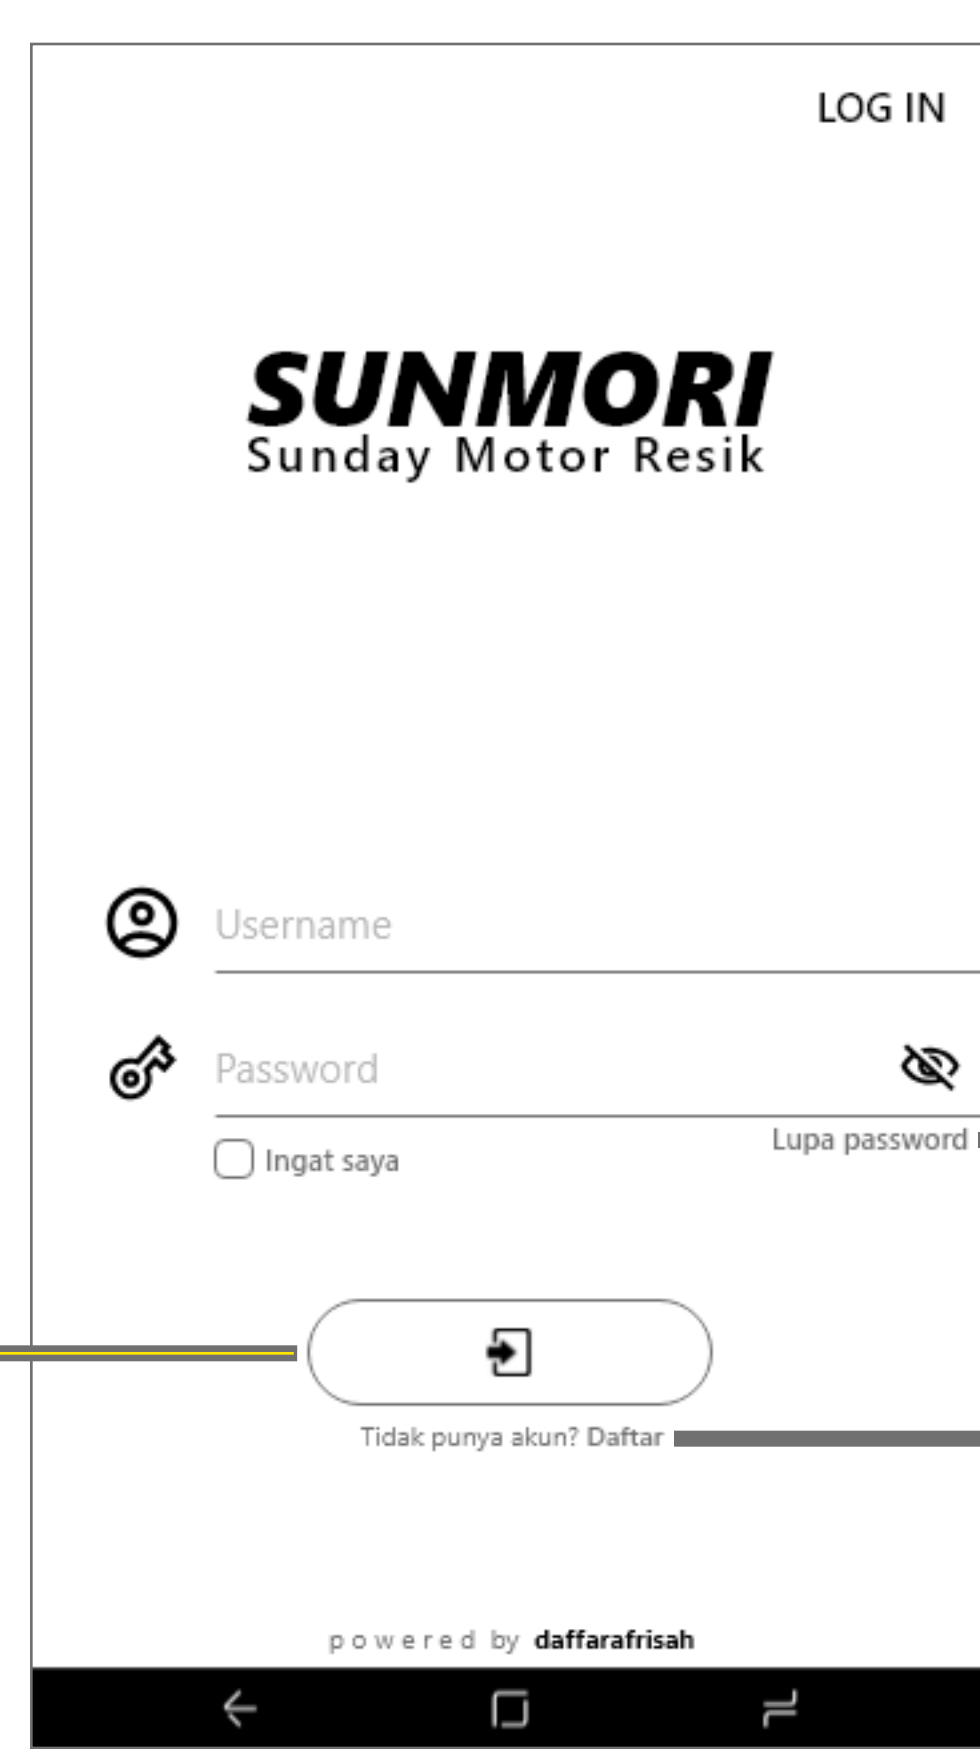 LOG IN
SUNMORI
Sunday Motor Resik
Username
Password
Lupa password
Ingat saya
Tidak punya akun? Daftar
powered by daffarafrisah